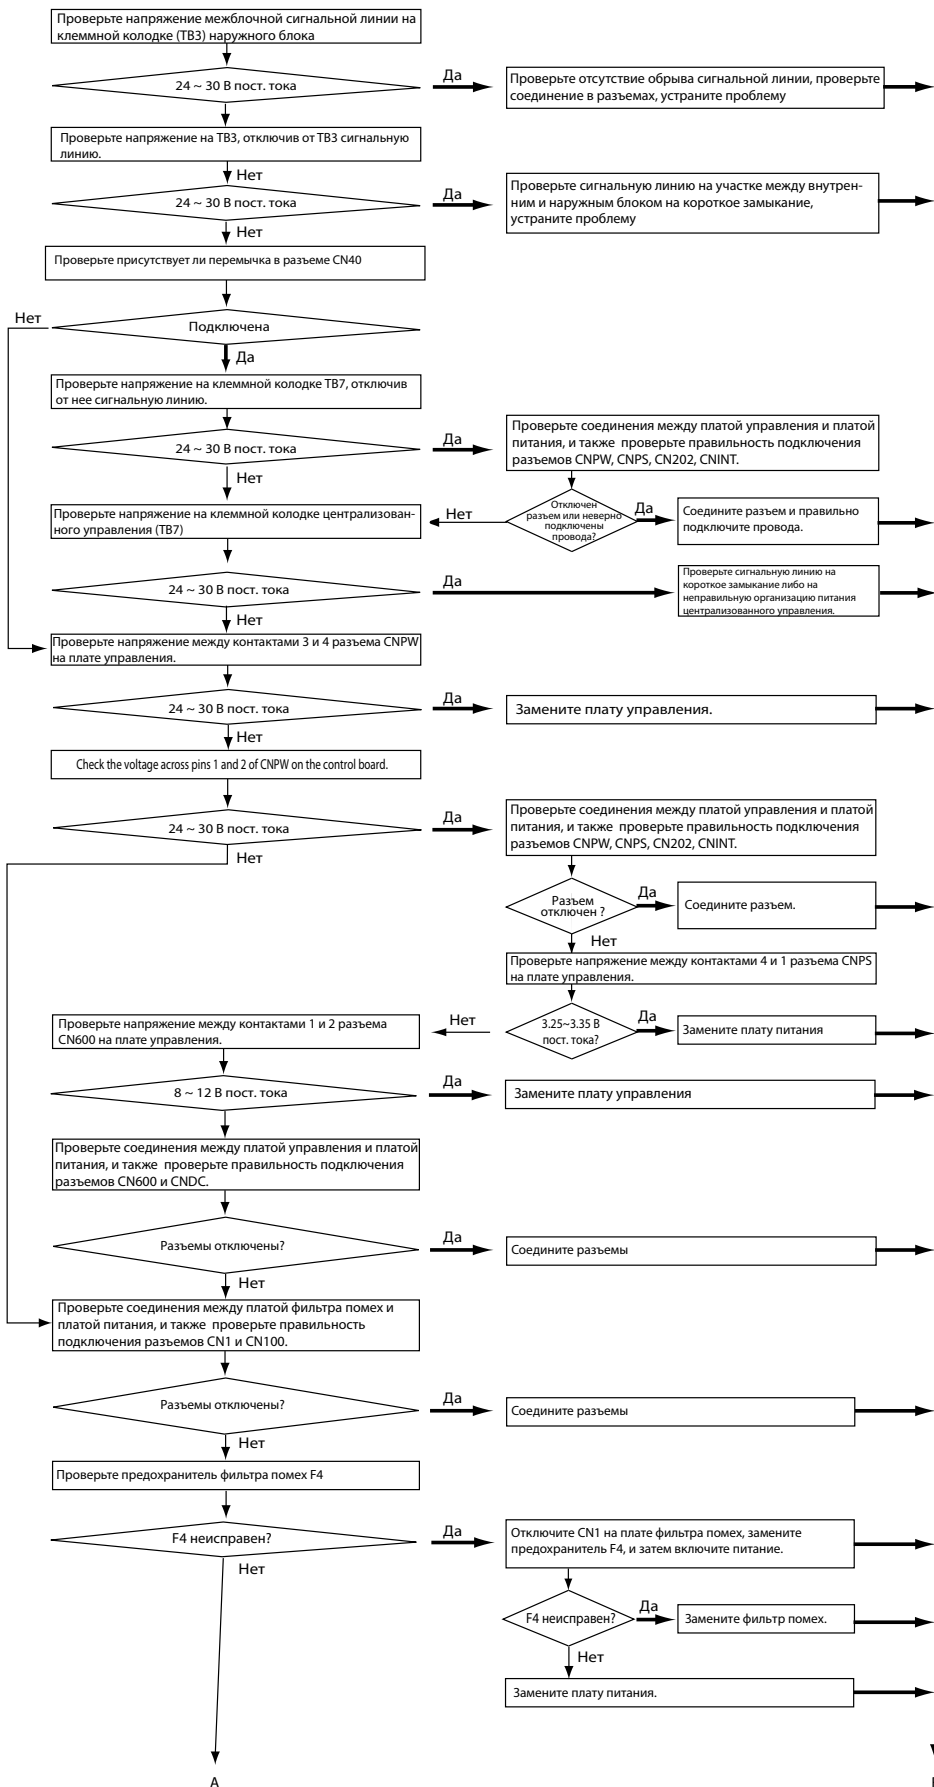 Проверьте напряжение межблочной сигнальной линии на
клеммной колодке (TB3) наружного блока
24 ~ 30 В пост. тока
Да
Проверьте отсутствие обрыва сигнальной линии, проверьте
соединение в разъемах, устраните проблему
Проверьте напряжение на TB3, отключив от TB3 сигнальную
линию.
Нет
24 ~ 30 В пост. тока
Да
Проверьте сигнальную линию на участке между внутрен-
ним и наружным блоком на короткое замыкание,
устраните проблему
Нет
Проверьте присутствует ли перемычка в разъеме CN40
Нет
Подключена
Да
Проверьте напряжение на клеммной колодке TB7, отключив
от нее сигнальную линию.
24 ~ 30 В пост. тока
Да
Проверьте соединения между платой управления и платой
питания, и также проверьте правильность подключения
разъемов CNPW, CNPS, CN202, CNINT.
Нет
Проверьте напряжение на клеммной колодке централизован-
ного управления (TB7)
Нет
Отключен
разъем или неверно
подключены
провода?
Да
Соедините разъем и правильно
подключите провода.
24 ~ 30 В пост. тока
Да
Проверьте сигнальную линию на
короткое замыкание либо на
неправильную организацию питания
централизованного управления.
Нет
Проверьте напряжение между контактами 3 и 4 разъема CNPW
на плате управления.
24 ~ 30 В пост. тока
Да
Замените плату управления.
Нет
Check the voltage across pins 1 and 2 of CNPW on the control board.
24 ~ 30 В пост. тока
Да
Проверьте соединения между платой управления и платой
питания, и также проверьте правильность подключения
разъемов CNPW, CNPS, CN202, CNINT.
Нет
Разъем
отключен ?
Да
Соедините разъем.
Нет
Проверьте напряжение между контактами 4 и 1 разъема CNPS
на плате управления.
Проверьте напряжение между контактами 1 и 2 разъема
CN600 на плате управления.
Нет
3.25~3.35 В
пост. тока?
Да
Замените плату питания
8 ~ 12 В пост. тока
Да
Замените плату управления
Проверьте соединения между платой управления и платой
питания, и также проверьте правильность подключения
разъемов CN600 и CNDC.
Разъемы отключены?
Да
Соедините разъемы
Нет
Проверьте соединения между платой фильтра помех и
платой питания, и также проверьте правильность
подключения разъемов CN1 и CN100.
Разъемы отключены?
Да
Соедините разъемы
Нет
Проверьте предохранитель фильтра помех F4
F4 неисправен?
Да
Отключите CN1 на плате фильтра помех, замените
предохранитель F4, и затем включите питание.
Нет
F4 неисправен?
Да
Замените фильтр помех.
Нет
Замените плату питания.
A